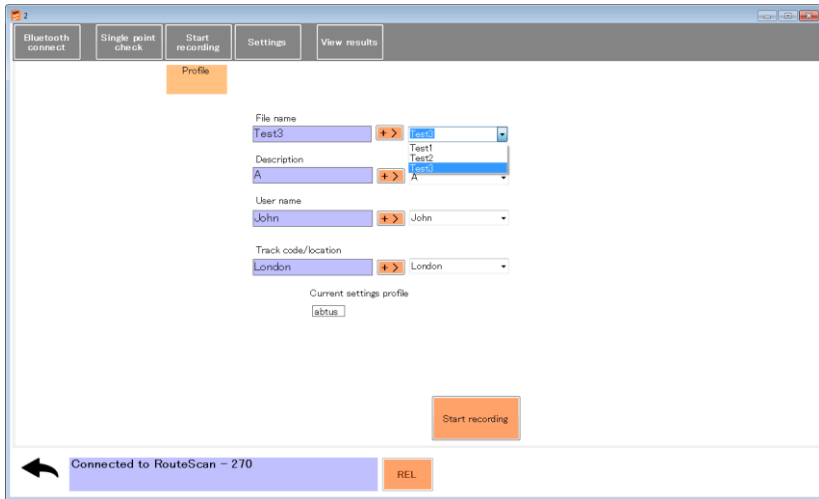 2
Bluetooth
connect
Single point
check
Start
recording
Settings
View results
Profile
File name
Test3
+ >
Test3
Test1
Test2
Test3
Description
A
+ >
A
User name
John
+ >
John
Track code/location
London
+ >
London
Current settings profile
abtus
Start recording
Connected to RouteScan - 270
REL